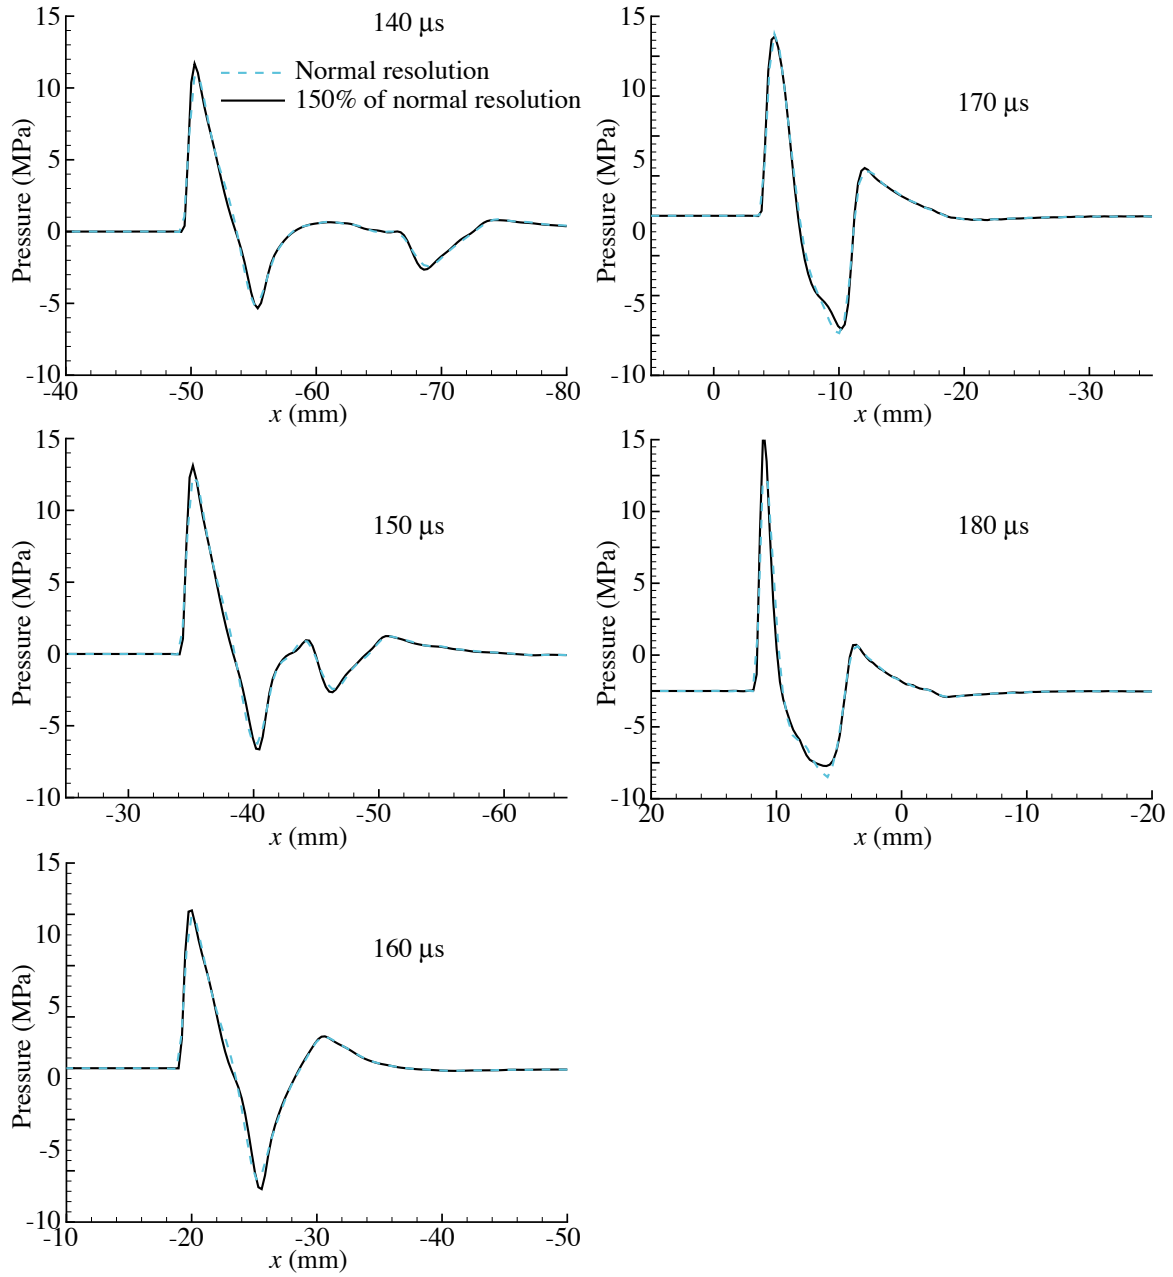 140 μs
Normal resolution
150% of normal resolution
15
10
5
0
-5
-10
Pressure (MPa)
-40 -50 -60 -70 -80
x (mm)
170 μs
15
10
5
0
-5
-10
Pressure (MPa)
0 -10 -20 -30
x (mm)
150 μs
15
10
5
0
-5
-10
Pressure (MPa)
-30 -40 -50 -60
x (mm)
180 μs
15
10
5
0
-5
-10
Pressure (MPa)
20 10 0 -10 -20
x (mm)
160 μs
15
10
5
0
-5
-10
Pressure (MPa)
-10 -20 -30 -40 -50
x (mm)